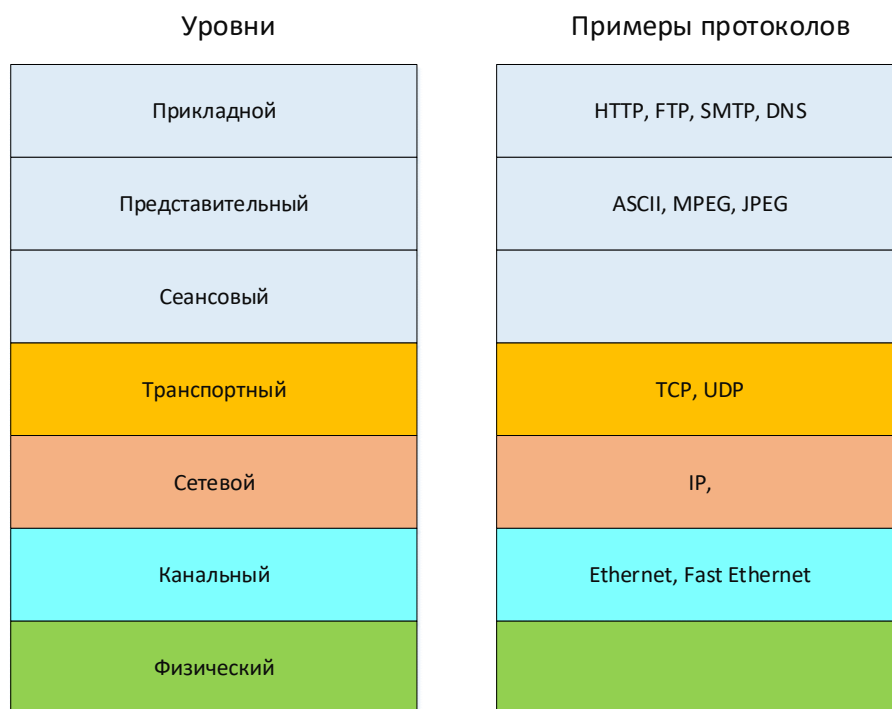 Уровни
Примеры протоколов
Прикладной
HTTP, FTP, SMTP, DNS
Представительный
ASCII, MPEG, JPEG
Сеансовый
Транспортный
TCP, UDP
Сетевой
IP,
Канальный
Ethernet, Fast Ethernet
Физический